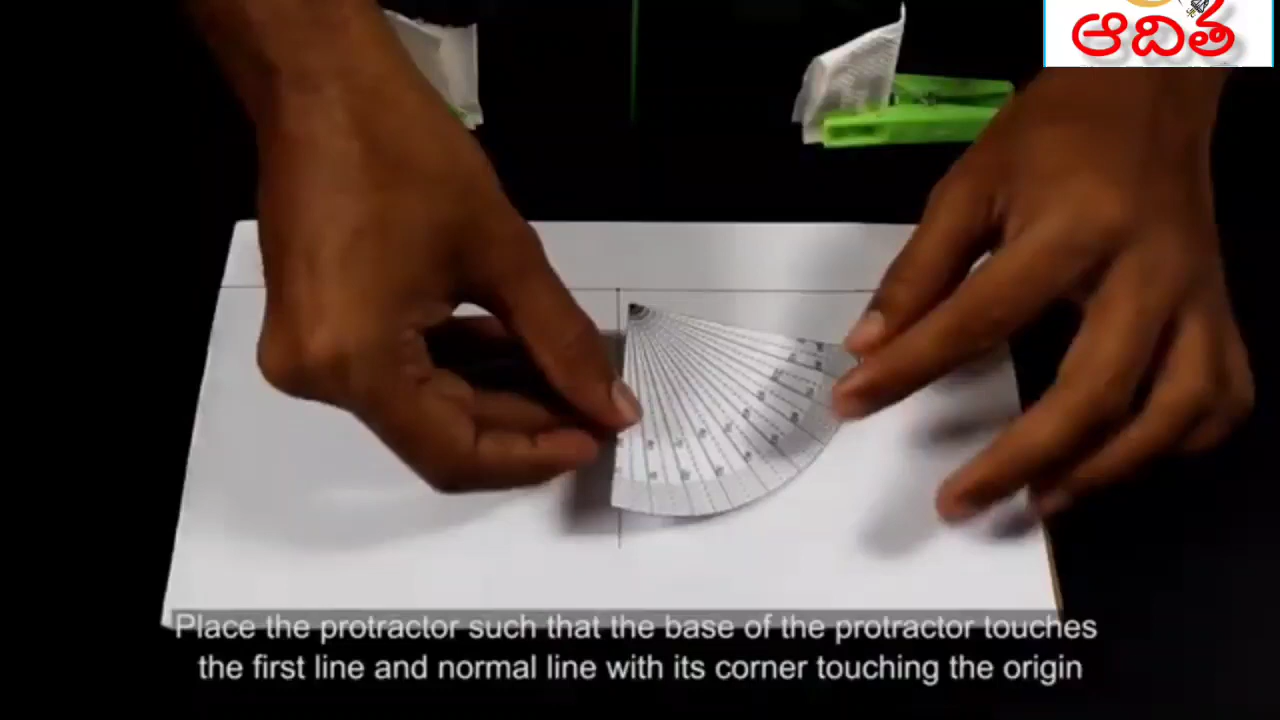 ఆదిత
Place the protractor such that the base of the protractor touches
the first line and normal line with its corner touching the origin